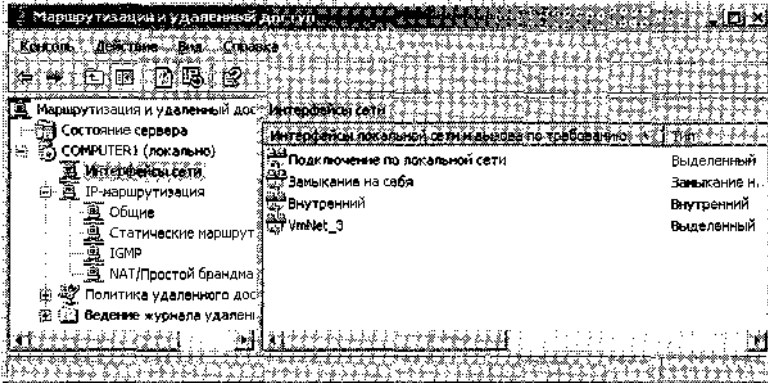 Маршрутизация и удаленный доступ
Консоль Действие Вид Справка
Маршрутизация и удаленный дос
Состояние сервера
COMPUTER1 (локально)
Интерфейсы сети
IP-маршрутизация
Общие
Статические маршрут
IGMP
NAT/Простой брандма
Политика удаленного дос
Ведение журнала удален
Интерфейсы сети
Интерфейсы локальной сети и вызова по требованию Тип
Подключение по локальной сети Выделенный
Замыкание на себя Замыкание н..
Внутренний Внутренний
VmNet_3 Выделенный